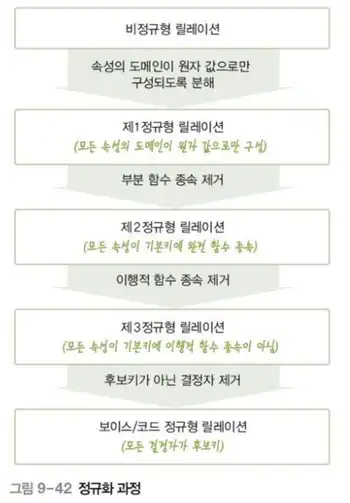 비정규형 릴레이션
속성의 도메인이 원자 값으로만
구성되도록 분해
제1정규형 릴레이션
(모든 속성의 도메인이 원자 값으로만 구성)
부분 함수 종속 제거
제2정규형 릴레이션
(모든 속성이 기본키에 완전 함수 종속)
이행적 함수 종속 제거
제3정규형 릴레이션
(모든 속성이 기본키에 이행적 함수 종속이 아님)
후보키가 아닌 결정자 제거
보이스/코드 정규형 릴레이션
(모든 결정자가 후보키)
그림 9-42 정규화 과정